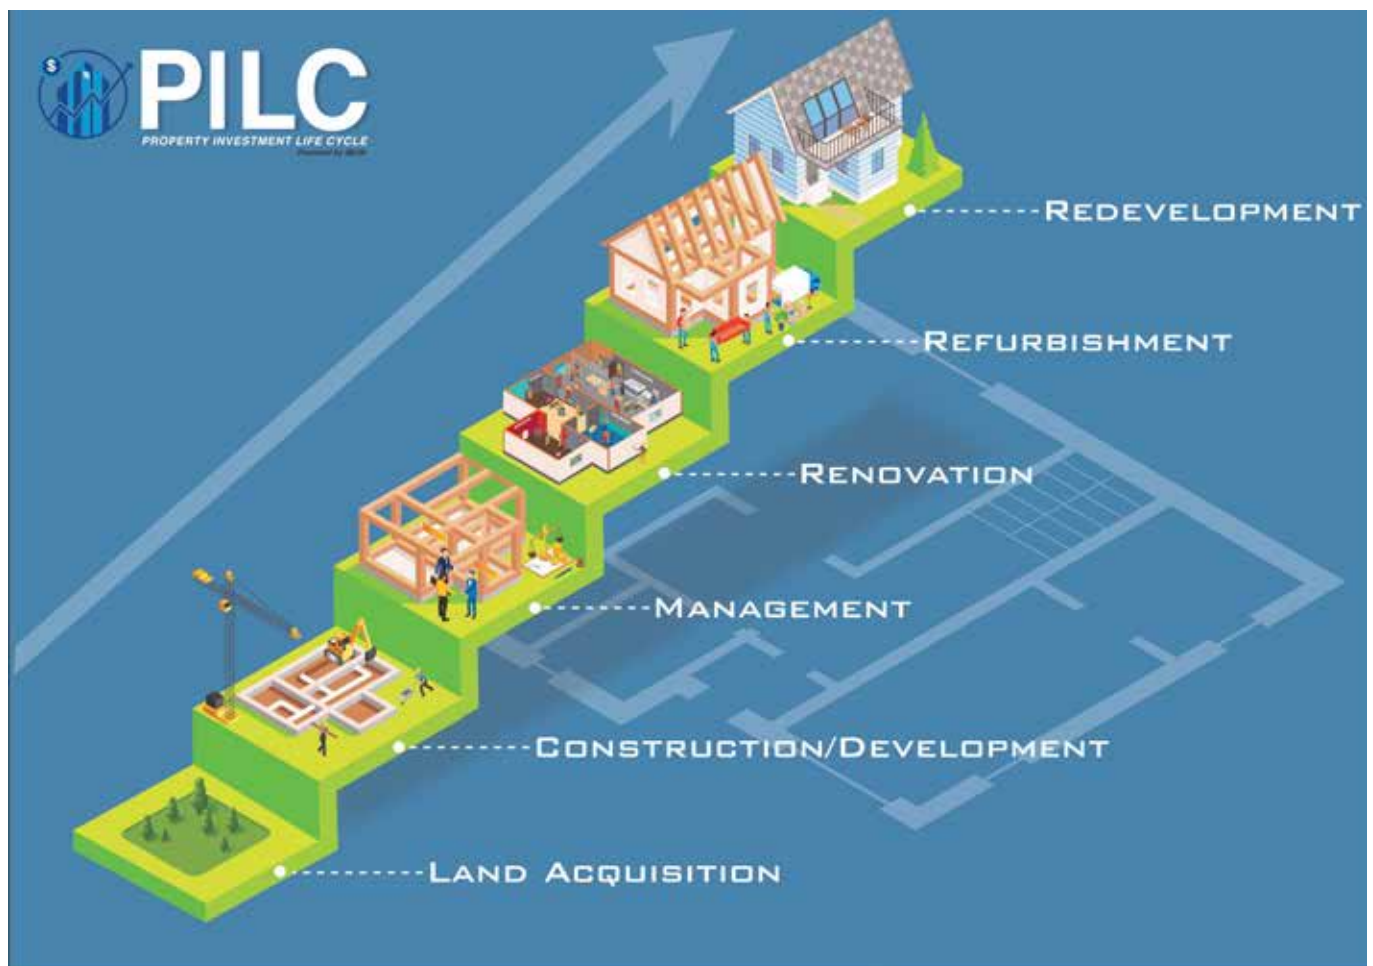 $
PILC
PROPERTY INVESTMENT LIFE CYCLE
REDEVELOPMENT
REFURBISHMENT
RENOVATION
MANAGEMENT
CONSTRUCTION/DEVELOPMENT
LAND ACQUISITION